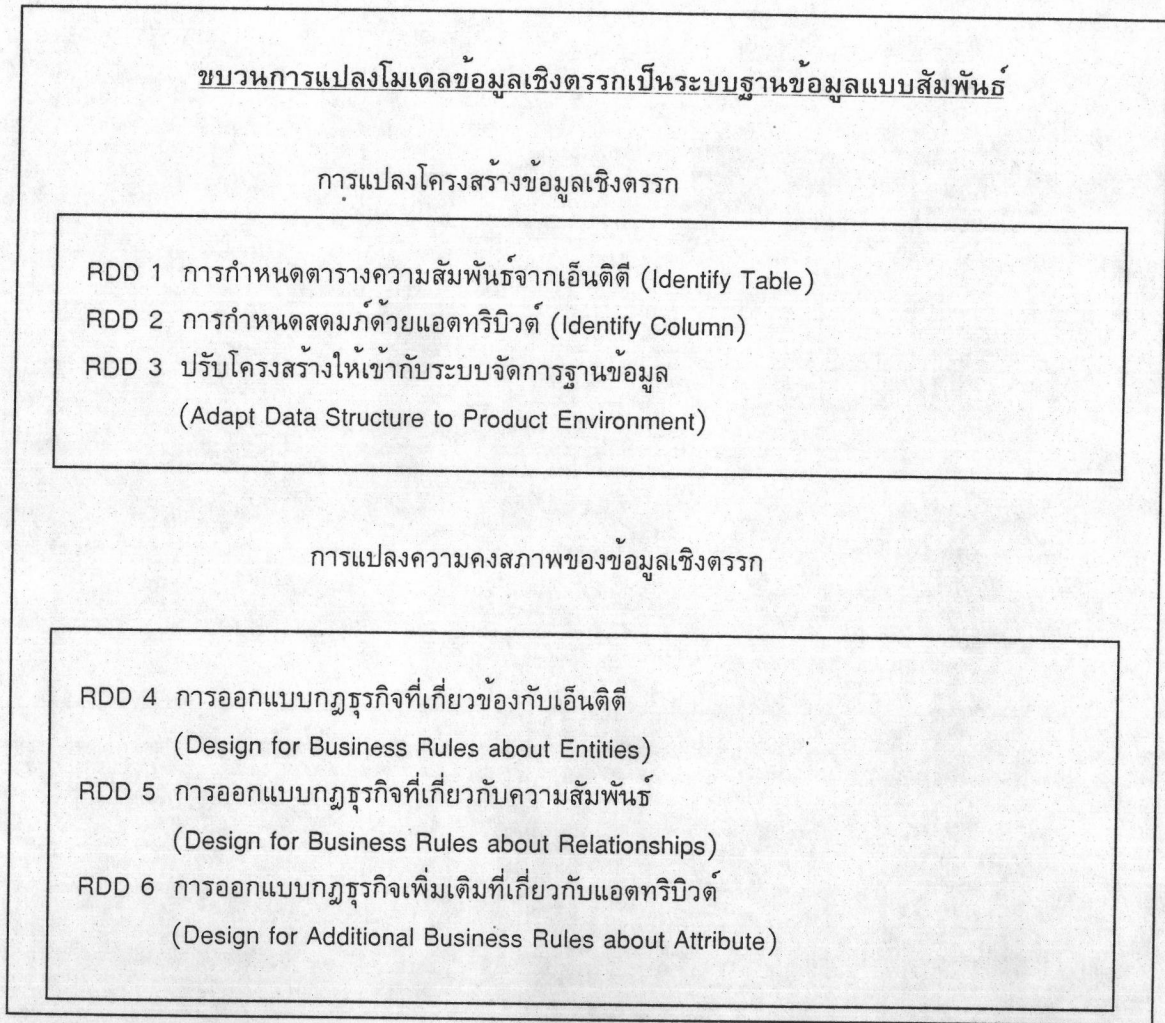 ขบวนการแปลงโมเดลข้อมูลเชิงตรรกเป็นระบบฐานข้อมูลแบบสัมพันธ์
การแปลงโครงสร้างข้อมูลเชิงตรรก
RDD 1 การกำหนดตารางความสัมพันธ์จากเอ็นติตี (Identify Table)
RDD 2 การกำหนดสดมภ์ด้วยแอตทริบิวต์ (Identify Column)
RDD 3 ปรับโครงสร้างให้เข้ากับระบบจัดการฐานข้อมูล
(Adapt Data Structure to Product Environment)
การแปลงความคงสภาพของข้อมูลเชิงตรรก
RDD 4 การออกแบบกฎธุรกิจที่เกี่ยวข้องกับเอ็นติตี
(Design for Business Rules about Entities)
RDD 5 การออกแบบกฎธุรกิจที่เกี่ยวกับความสัมพันธ์
(Design for Business Rules about Relationships)
RDD 6 การออกแบบกฎธุรกิจเพิ่มเติมที่เกี่ยวกับแอตทริบิวต์
(Design for Additional Business Rules about Attribute)